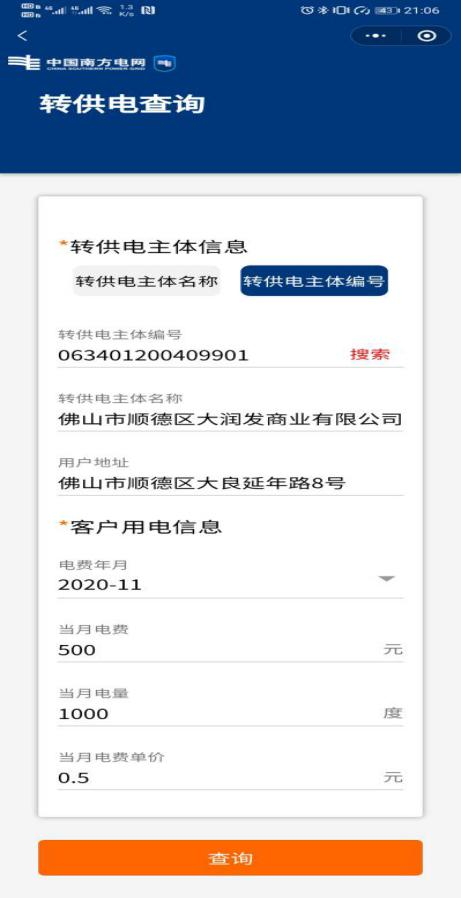 HD 4G 4G 1.3 K/s 43 21:06
中国南方电网
CHINA SOUTHERN POWER GRID
转供电查询
*转供电主体信息
转供电主体名称 转供电主体编号
转供电主体编号
063401200409901 搜索
转供电主体名称
佛山市顺德区大润发商业有限公司
用户地址
佛山市顺德区大良延年路8号
*客户用电信息
电费年月
2020-11
当月电费
500 元
当月电量
1000 度
当月电费单价
0.5 元
查询